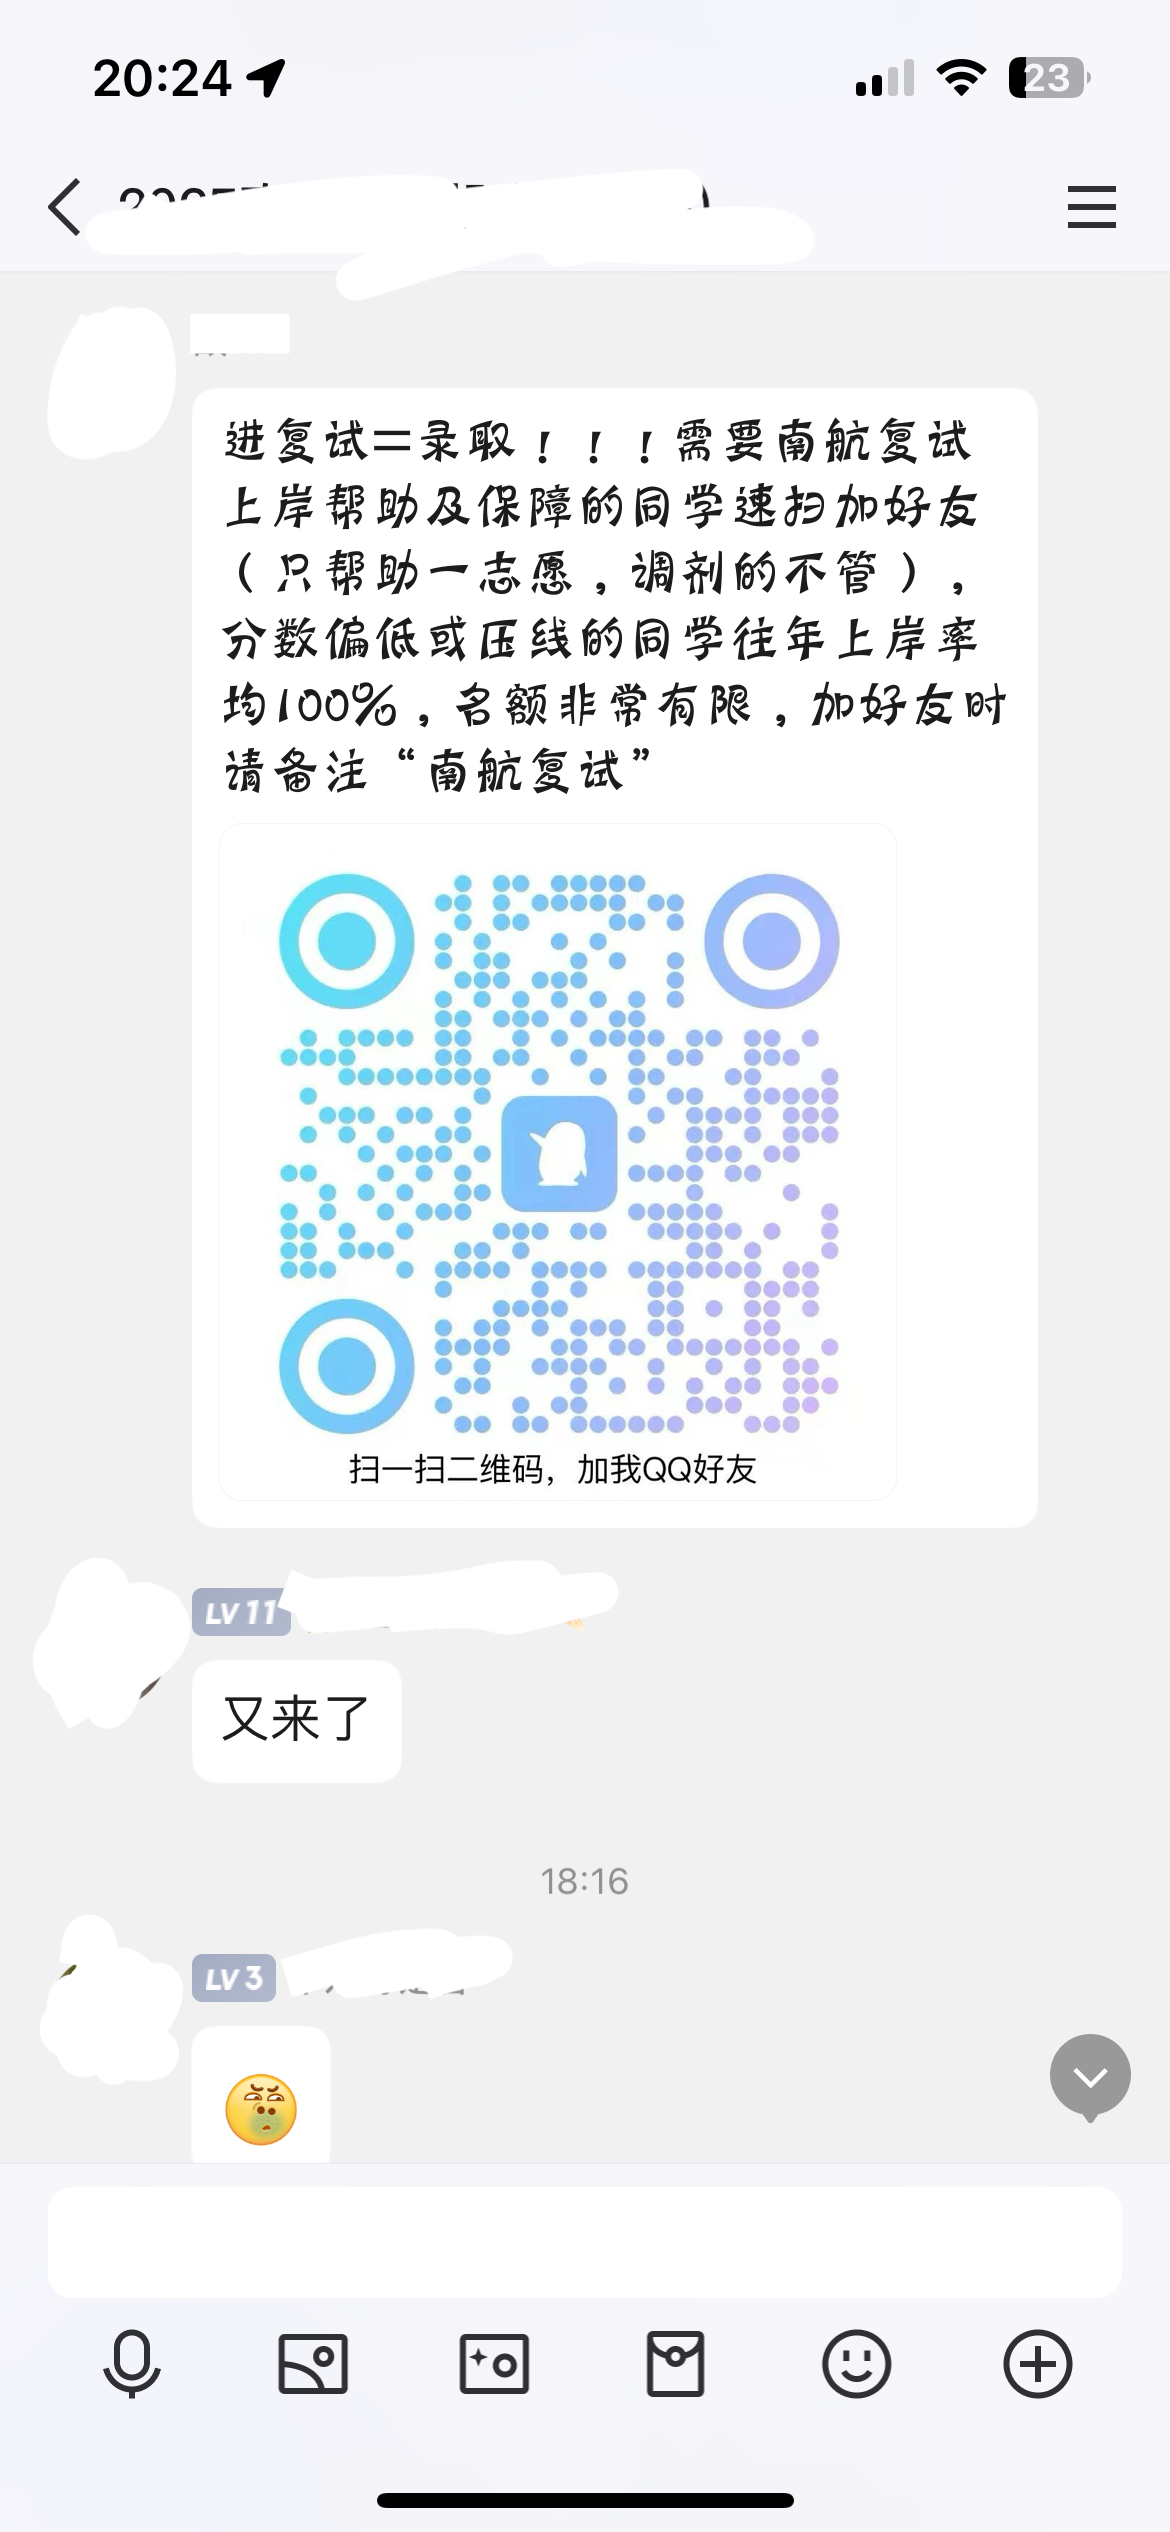 20:24
23
进复试＝录取！！！需要南航复试
上岸帮助及保障的同学速扫加好友
（只帮助一志愿，调剂的不管），
分数偏低或压线的同学往年上岸率
均100%，名额非常有限，加好友时
请备注“南航复试”
扫一扫二维码，加我QQ好友
LV 11
又来了
18:16
LV 3